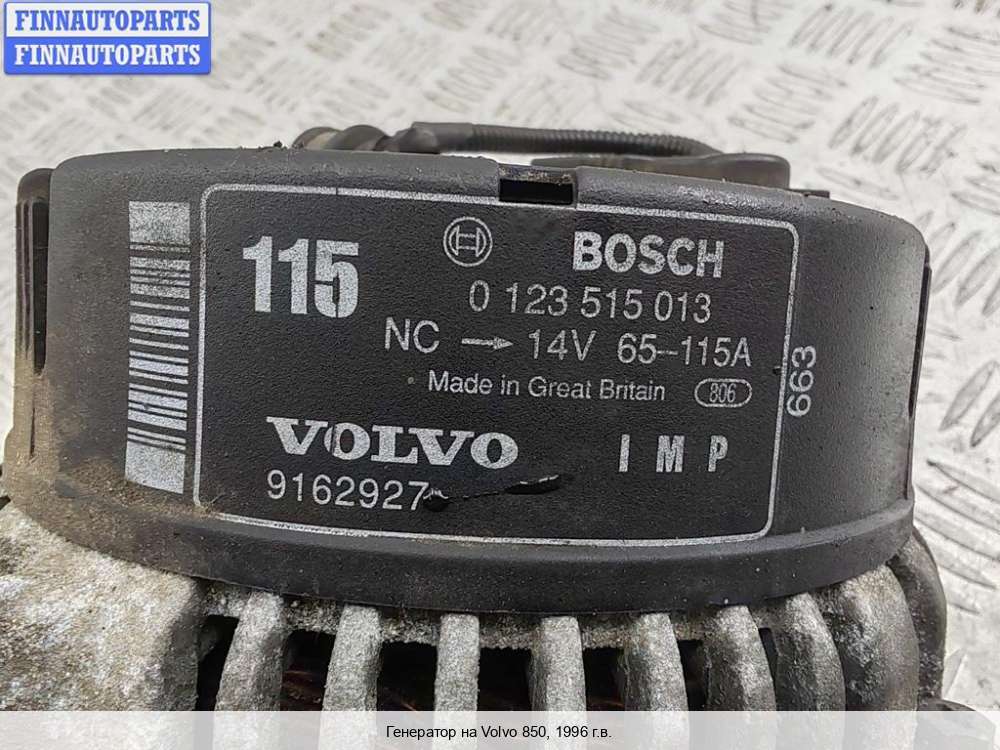 FINNAUTOPARTS
FINNAUTOPARTS
115
BOSCH
0 123 515 013
NC → 14V 65-115A
Made in Great Britain 806
663
VOLVO
IMP
9162927
Генератор на Volvo 850, 1996 г.в.